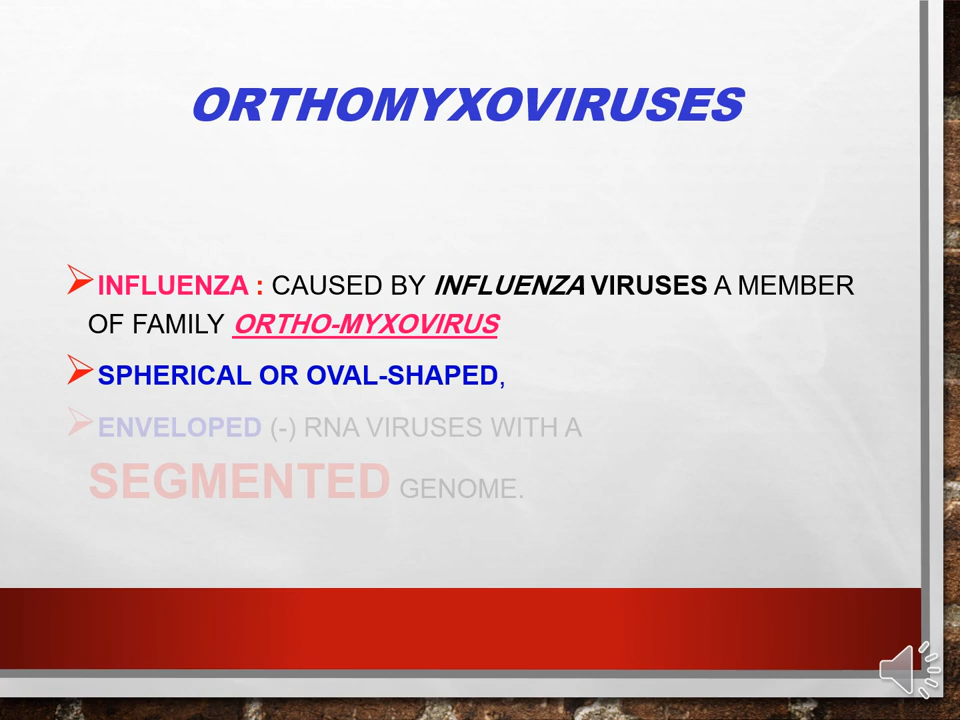 ORTHOMYXOVIRUSES
INFLUENZA : CAUSED BY INFLUENZA VIRUSES A MEMBER
OF FAMILY ORTHO-MYXOVIRUS
SPHERICAL OR OVAL-SHAPED,
ENVELOPED (-) RNA VIRUSES WITH A
SEGMENTED GENOME.